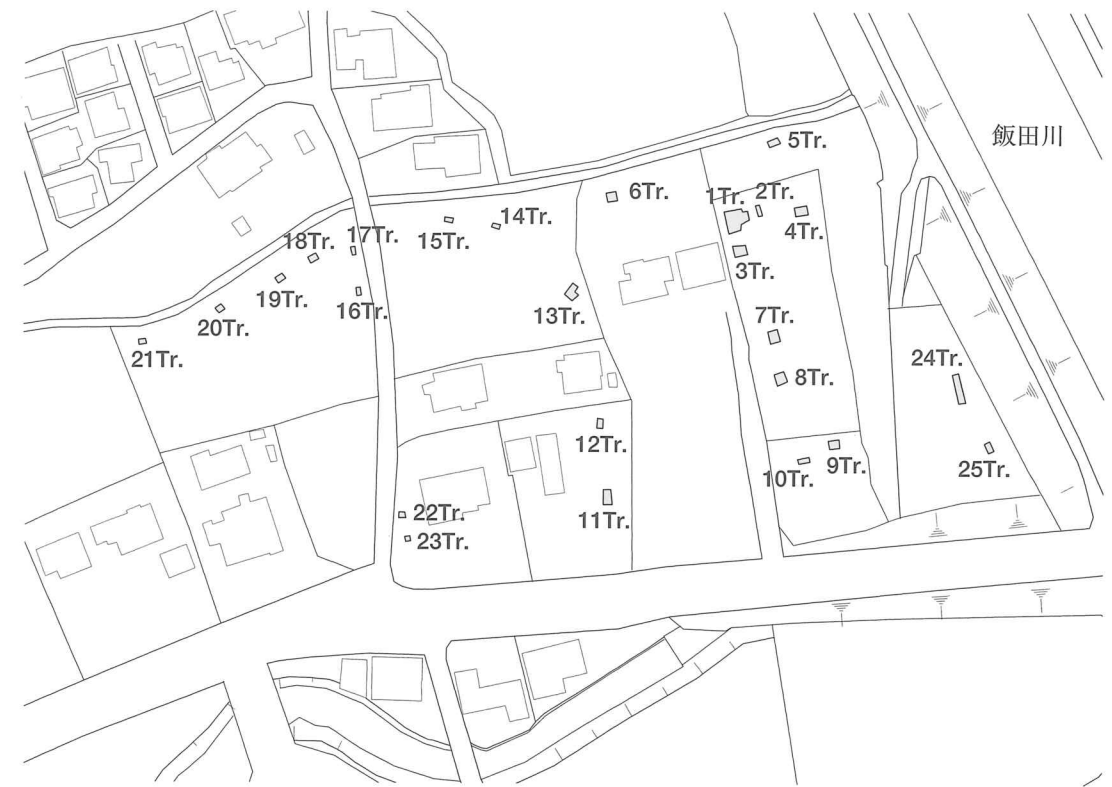 飯田川
5Tr.
6Tr.
1Tr.
2Tr.
4Tr.
3Tr.
14Tr.
15Tr.
17Tr.
18Tr.
19Tr.
16Tr.
20Tr.
21Tr.
13Tr.
7Tr.
8Tr.
24Tr.
12Tr.
9Tr.
10Tr.
25Tr.
11Tr.
22Tr.
23Tr.